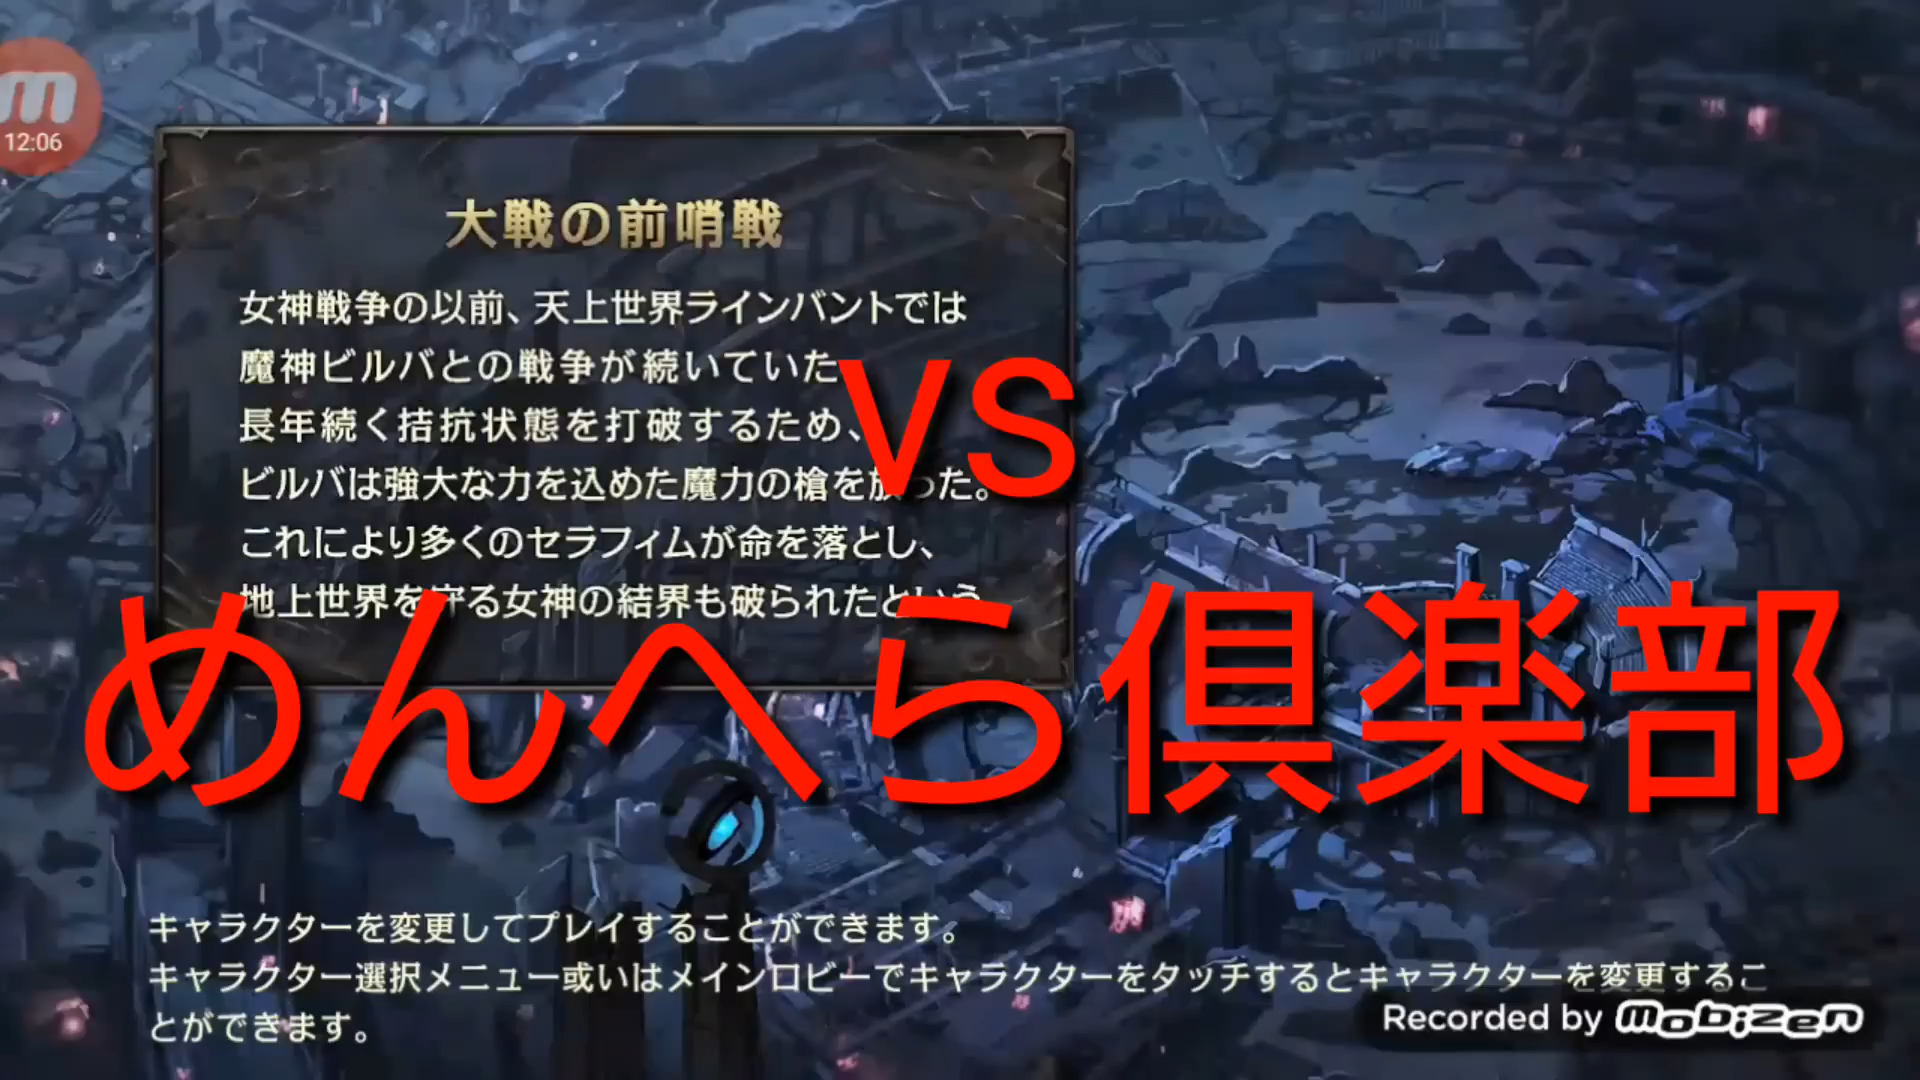 m
12:06
大戦の前哨戦
女神戦争の以前、天上世界ラインバントでは
魔神ビルバとの戦争が続いていた
長年続く拮抗状態を打破するため、
vs
ビルバは強大な力を込めた魔力の槍を放った。
これにより多くのセラフィムが命を落とし、
地上世界を守る女神の結界も破られたという
めんへら倶楽部
キャラクターを変更してプレイすることができます。
キャラクター選択メニュー或いはメインロビーでキャラクターをタッチするとキャラクターを変更するこ
とができます。
Recorded by mobizen